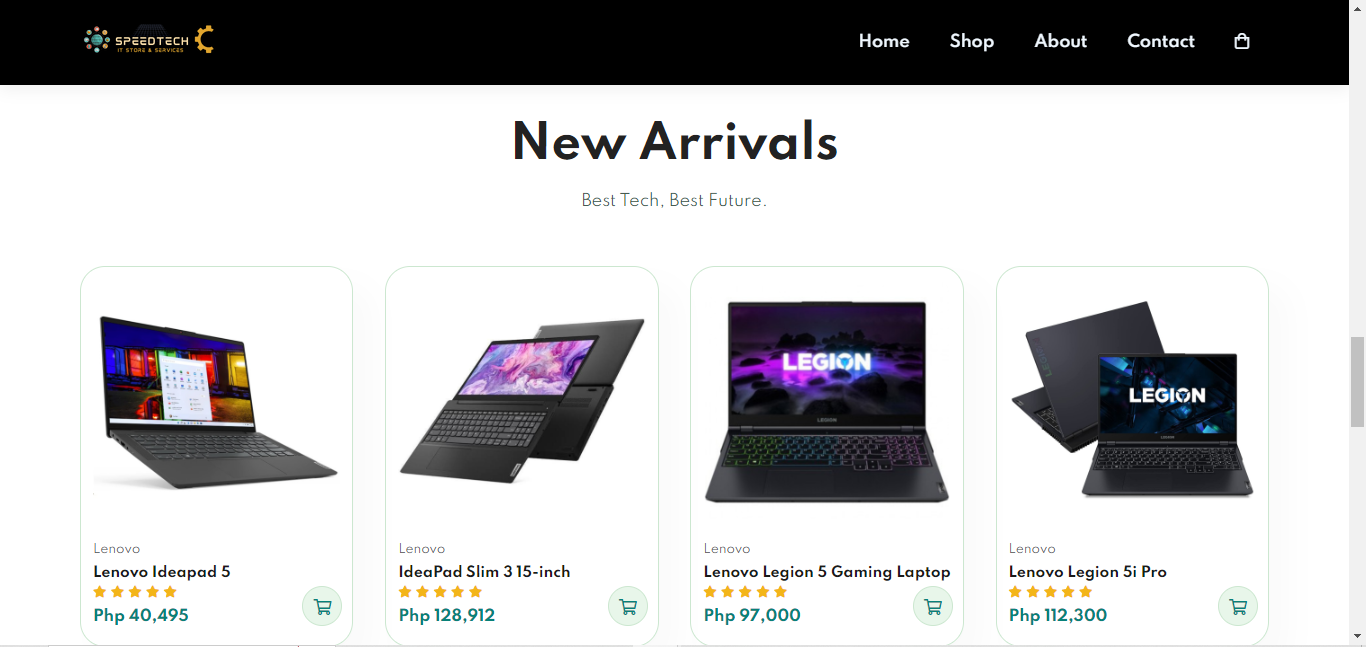 SPEEDTECH
IT STORE & SERVICES
Home
Shop
About
Contact
New Arrivals
Best Tech, Best Future.
LEGION
LEGION
LEGION
Lenovo
Lenovo Ideapad 5
Php 40,495
Lenovo
IdeaPad Slim 3 15-inch
Php 128,912
Lenovo
Lenovo Legion 5 Gaming Laptop
Php 97,000
Lenovo
Lenovo Legion 5i Pro
Php 112,300